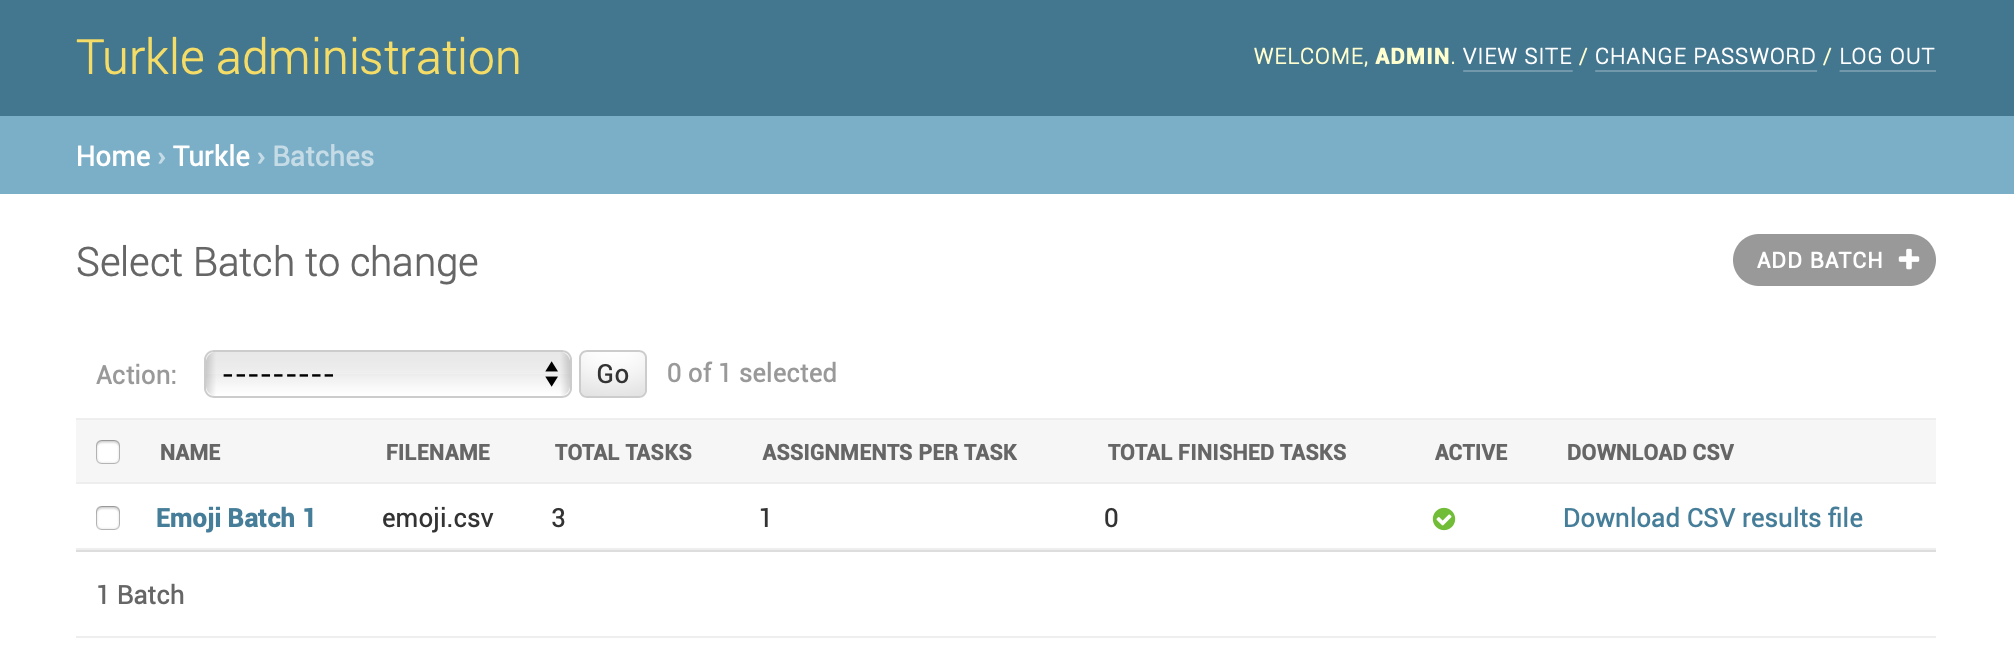 Turkle administration
WELCOME, ADMIN. VIEW SITE / CHANGE PASSWORD / LOG OUT
Home › Turkle › Batches
Select Batch to change
ADD BATCH +
Action: --------- Go 0 of 1 selected
NAME FILENAME TOTAL TASKS ASSIGNMENTS PER TASK TOTAL FINISHED TASKS ACTIVE DOWNLOAD CSV
Emoji Batch 1 emoji.csv 3 1 0 Download CSV results file
1 Batch